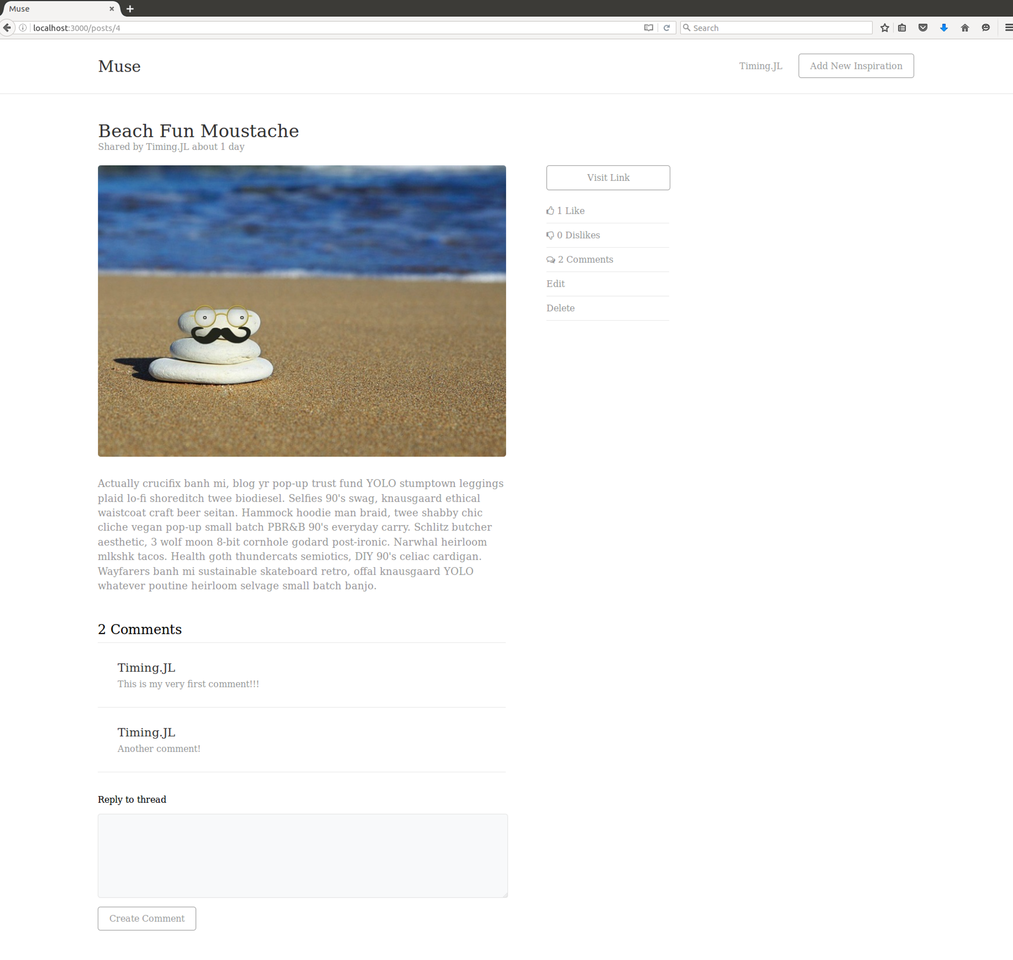 Muse
localhost:3000/posts/4
Search
Muse
Timing.JL
Add New Inspiration
Beach Fun Moustache
Shared by Timing.JL about 1 day
Visit Link
1 Like
0 Dislikes
2 Comments
Edit
Delete
Actually crucifix banh mi, blog yr pop-up trust fund YOLO stumptown leggings
plaid lo-fi shoreditch twee biodiesel. Selfies 90's swag, knausgaard ethical
waistcoat craft beer seitan. Hammock hoodie man braid, twee shabby chic
cliche vegan pop-up small batch PBR&B 90's everyday carry. Schlitz butcher
aesthetic, 3 wolf moon 8-bit cornhole godard post-ironic. Narwhal heirloom
mlkshk tacos. Health goth thundercats semiotics, DIY 90's celiac cardigan.
Wayfarers banh mi sustainable skateboard retro, offal knausgaard YOLO
whatever poutine heirloom selvage small batch banjo.
2 Comments
Timing.JL
This is my very first comment!!!
Timing.JL
Another comment!
Reply to thread
Create Comment